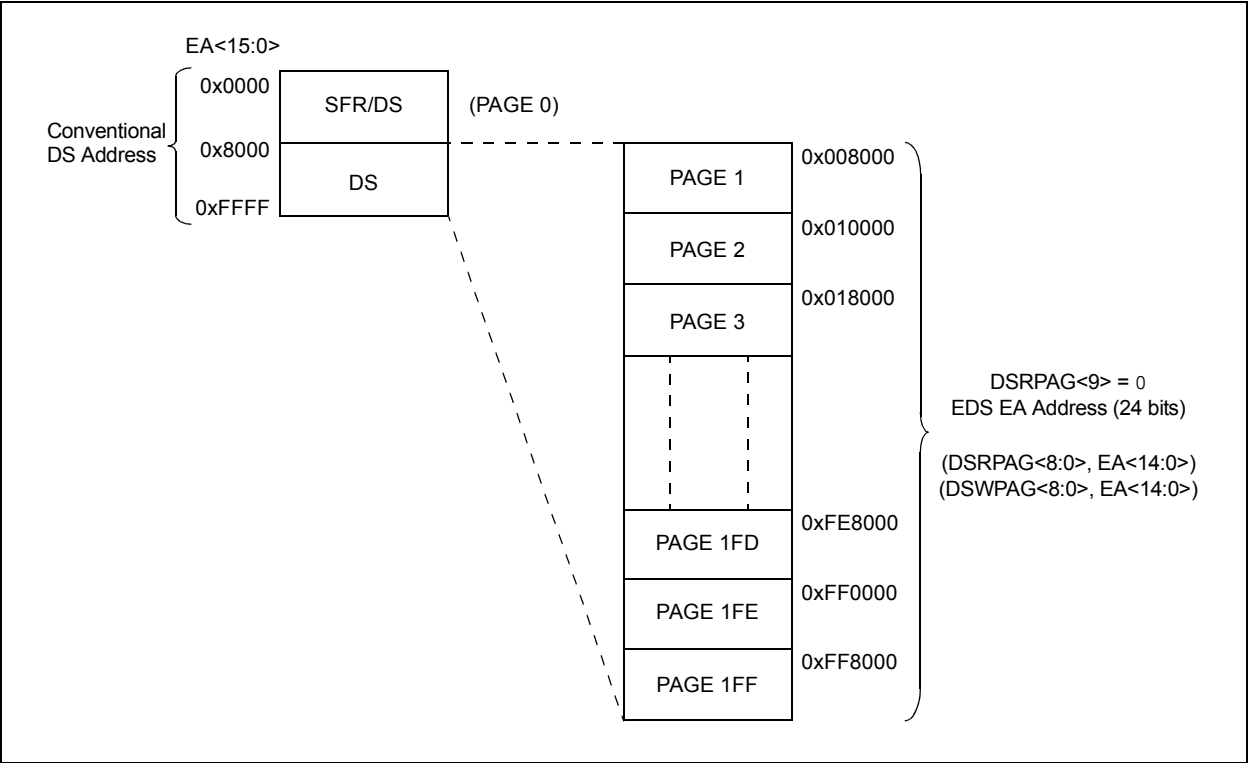 EA<15:0>
0x0000
SFR/DS
(PAGE 0)
Conventional
DS Address
0x8000
DS
0xFFFF
PAGE 1
0x008000
PAGE 2
0x010000
PAGE 3
0x018000
DSRPAG<9> = 0
EDS EA Address (24 bits)
(DSRPAG<8:0>, EA<14:0>)
(DSWPAG<8:0>, EA<14:0>)
PAGE 1FD
0xFE8000
PAGE 1FE
0xFF0000
PAGE 1FF
0xFF8000